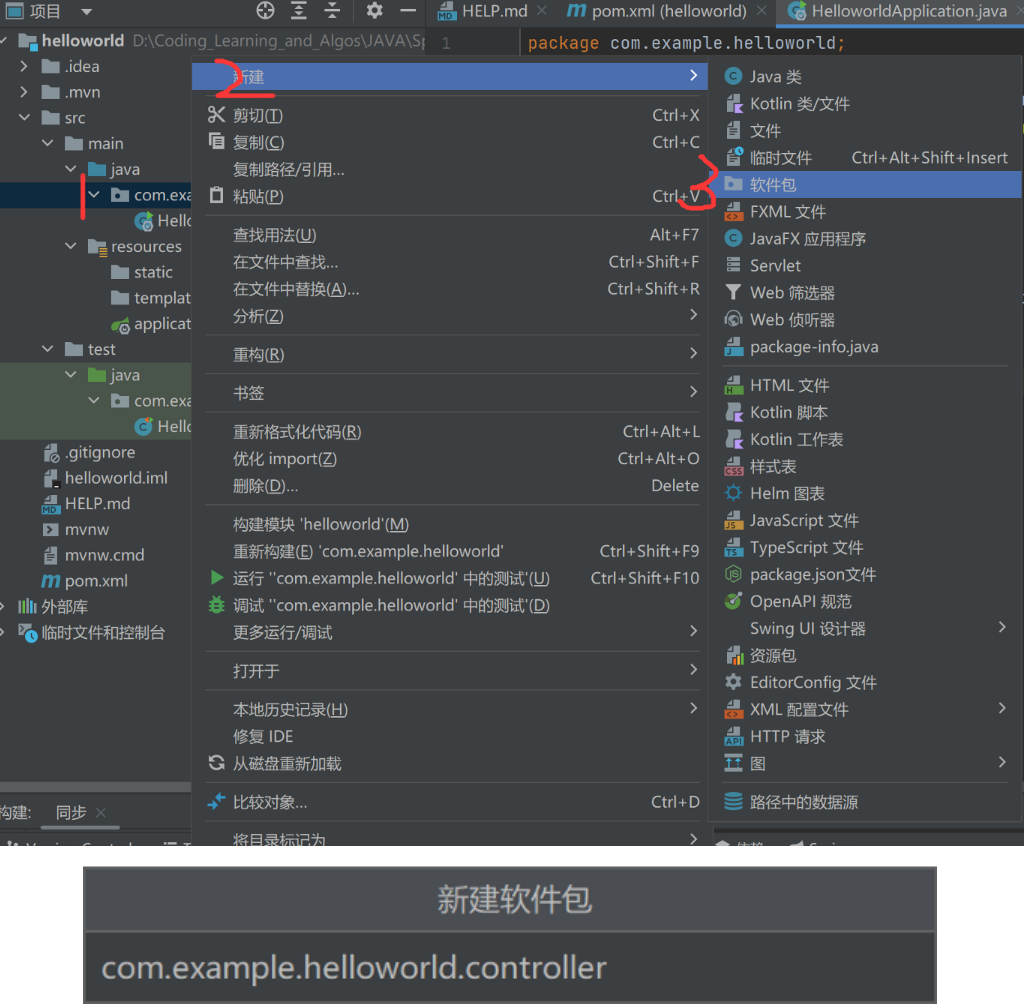 项目
HELP.md
pom.xml (helloworld)
HelloworldApplication.java
helloworld D:\Coding_Learning_and_Algos\JAVA\Sp
1
package com.example.helloworld;
.idea
.mvn
src
main
java
com.exa
Hello
resources
static
templat
applicat
test
java
com.exa
Hello
.gitignore
helloworld.iml
HELP.md
mvnw
mvnw.cmd
pom.xml
外部库
临时文件和控制台
构建:
同步
2
新建
剪切(T) Ctrl+X
复制(C) Ctrl+C
复制路径/引用...
粘贴(P) Ctrl+V
查找用法(U) Alt+F7
在文件中查找... Ctrl+Shift+F
在文件中替换(A)... Ctrl+Shift+R
分析(Z)
重构(R)
书签
重新格式化代码(R) Ctrl+Alt+L
优化 import(Z) Ctrl+Alt+O
删除(D)... Delete
构建模块 'helloworld'(M)
重新构建(E) 'com.example.helloworld' Ctrl+Shift+F9
运行 ''com.example.helloworld' 中的测试'(U) Ctrl+Shift+F10
调试 ''com.example.helloworld' 中的测试'(D)
更多运行/调试
打开于
本地历史记录(H)
修复 IDE
从磁盘重新加载
比较对象... Ctrl+D
将目录标记为
3
Java 类
Kotlin 类/文件
文件
临时文件 Ctrl+Alt+Shift+Insert
软件包
FXML 文件
JavaFX 应用程序
Servlet
Web 筛选器
Web 侦听器
package-info.java
HTML 文件
Kotlin 脚本
Kotlin 工作表
样式表
Helm 图表
JavaScript 文件
TypeScript 文件
package.json文件
OpenAPI 规范
Swing UI 设计器
资源包
EditorConfig 文件
XML 配置文件
HTTP 请求
图
路径中的数据源
新建软件包
com.example.helloworld.controller